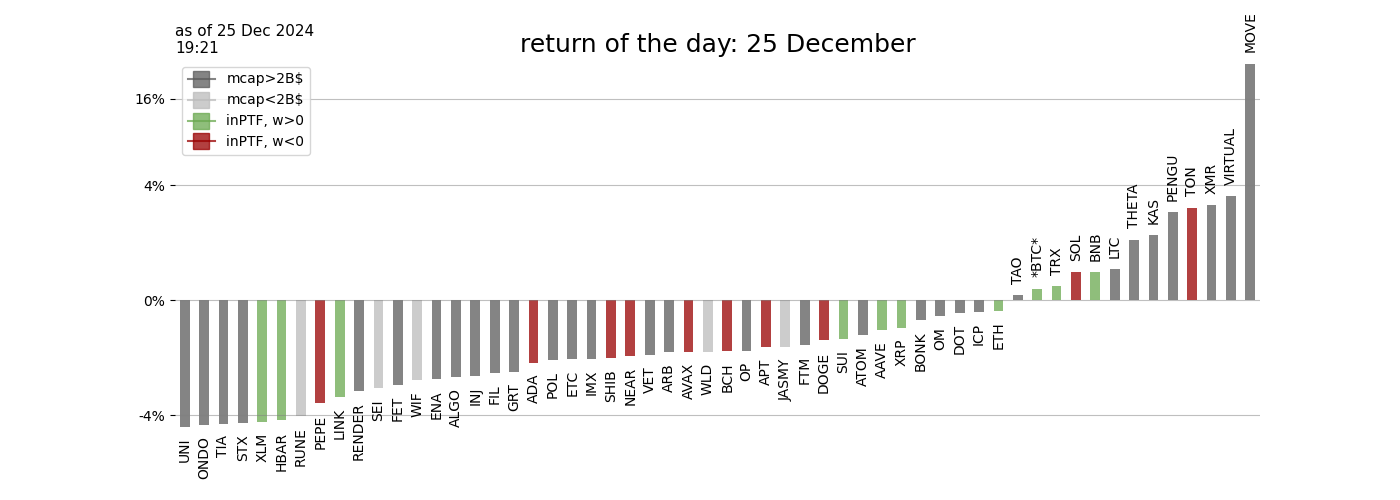 as of 25 Dec 2024
19:21
return of the day: 25 December
mcap>2B$
mcap<2B$
inPTF, w>0
inPTF, w<0
16%
4%
0%
-4%
UNI
ONDO
TIA
STX
XLM
HBAR
RUNE
PEPE
LINK
RENDER
SEI
FET
WIF
ENA
ALGO
INJ
FIL
GRT
ADA
POL
ETC
IMX
SHIB
NEAR
VET
ARB
AVAX
WLD
BCH
OP
APT
JASMY
FTM
DOGE
SUI
ATOM
AAVE
XRP
BONK
OM
DOT
ICP
ETH
TAO
*BTC*
TRX
SOL
BNB
LTC
THETA
KAS
PENGU
TON
XMR
VIRTUAL
MOVE